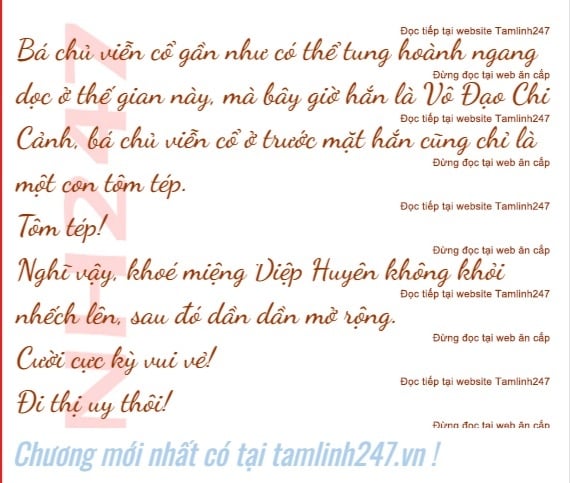 Đọc tiếp tại website Tamlinh247
Bá chủ viễn cổ gần như có thể tung hoành ngang
Đừng đọc tại web ăn cắp
dọc ở thế gian này, mà bây giờ hắn là Vô Đạo Chi
Đọc tiếp tại website Tamlinh247
Cảnh, bá chủ viễn cổ ở trước mặt hắn cũng chỉ là
Đừng đọc tại web ăn cắp
một con tôm tép.
Đọc tiếp tại website Tamlinh247
Tôm tép!
Đừng đọc tại web ăn cắp
Nghĩ vậy, khoé miệng Diệp Huyên không khỏi
Đọc tiếp tại website Tamlinh247
nhếch lên, sau đó dần dần mở rộng.
Đừng đọc tại web ăn cắp
Cười cực kỳ vui vẻ!
Đọc tiếp tại website Tamlinh247
Đi thị uy thôi!
Đừng đọc tại web ăn cắp
NH247
Chương mới nhất có tại tamlinh247.vn !